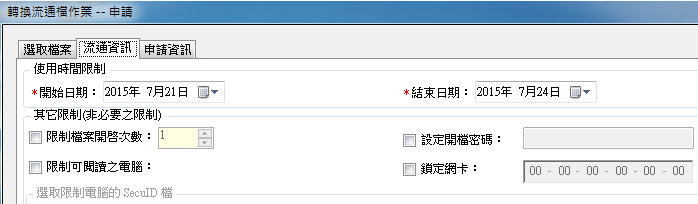 轉換流通檔作業 -- 申請
選取檔案 流通資訊 申請資訊
使用時間限制
*開始日期： 2015年 7月21日 *結束日期： 2015年 7月24日
其它限制(非必要之限制)
限制檔案開啓次數： 1 設定開檔密碼：
限制可閱讀之電腦： 鎖定網卡： 00 - 00 - 00 - 00 - 00 - 00
選取限制電腦的 SecuID 檔